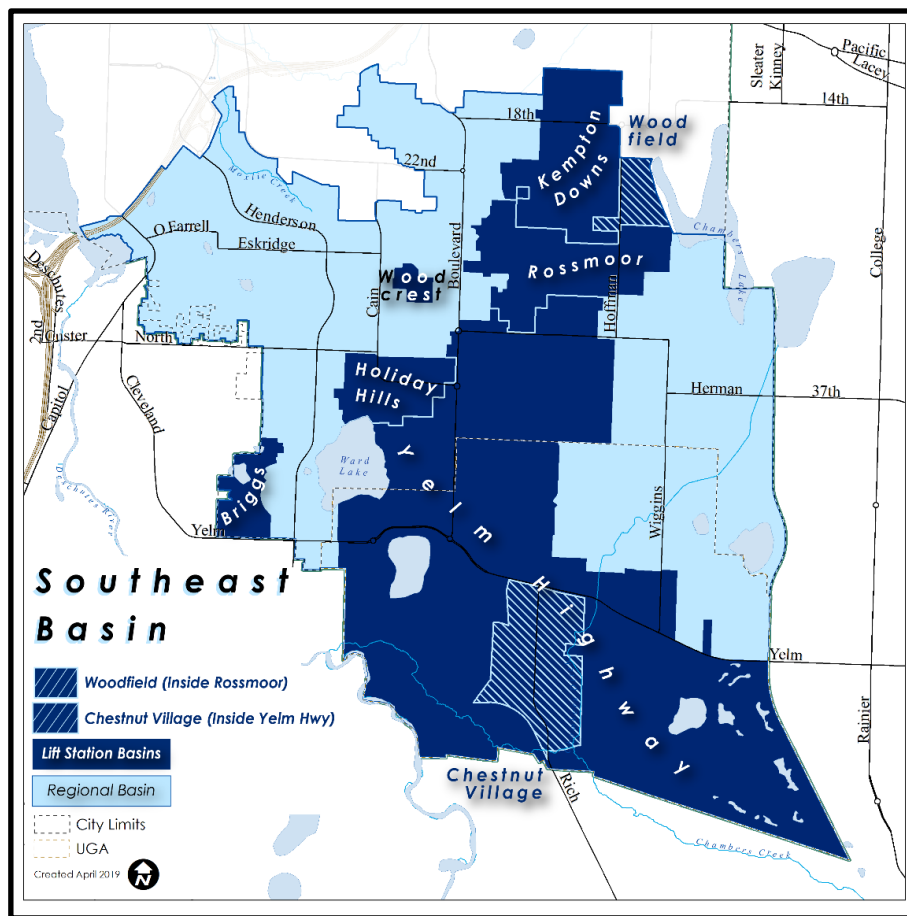 Sleater
Kinney
Pacific
Lacey
14th
18th
Wood
field
22nd
Kempton
Downs
Moxlie Creek
Henderson
O Farrell
Eskridge
Boulevard
Chambers
Lake
College
Rossmoor
Wood
crest
Cain
Hoffman
Deschutes
2nd
Custer
North
Capitol
Cleveland
Holiday
Hills
Herman
37th
Ward
Lake
Briggs
Deschutes River
Wiggins
Yelm
Yelm
Highway
Yelm
Rainier
Southeast
Basin
Woodfield (Inside Rossmoor)
Chestnut Village (Inside Yelm Hwy)
Lift Station Basins
Regional Basin
City Limits
UGA
Created April 2019
N
Chestnut
Village
Rich
Chambers Creek